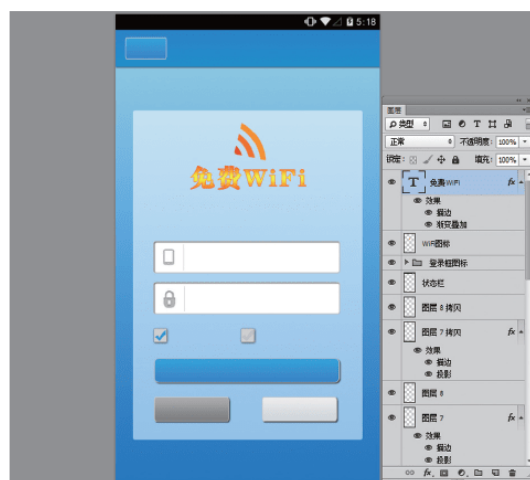 5:18
免费WiFi
图层
类型
正常
不透明度: 100%
锁定:
填充: 100%
T 免费WiFi fx
效果
描边
渐变叠加
WiFi图标
登录框图标
状态栏
图层 8 拷贝
图层 7 拷贝 fx
效果
描边
投影
图层 8
图层 7 fx
效果
描边
投影
fx